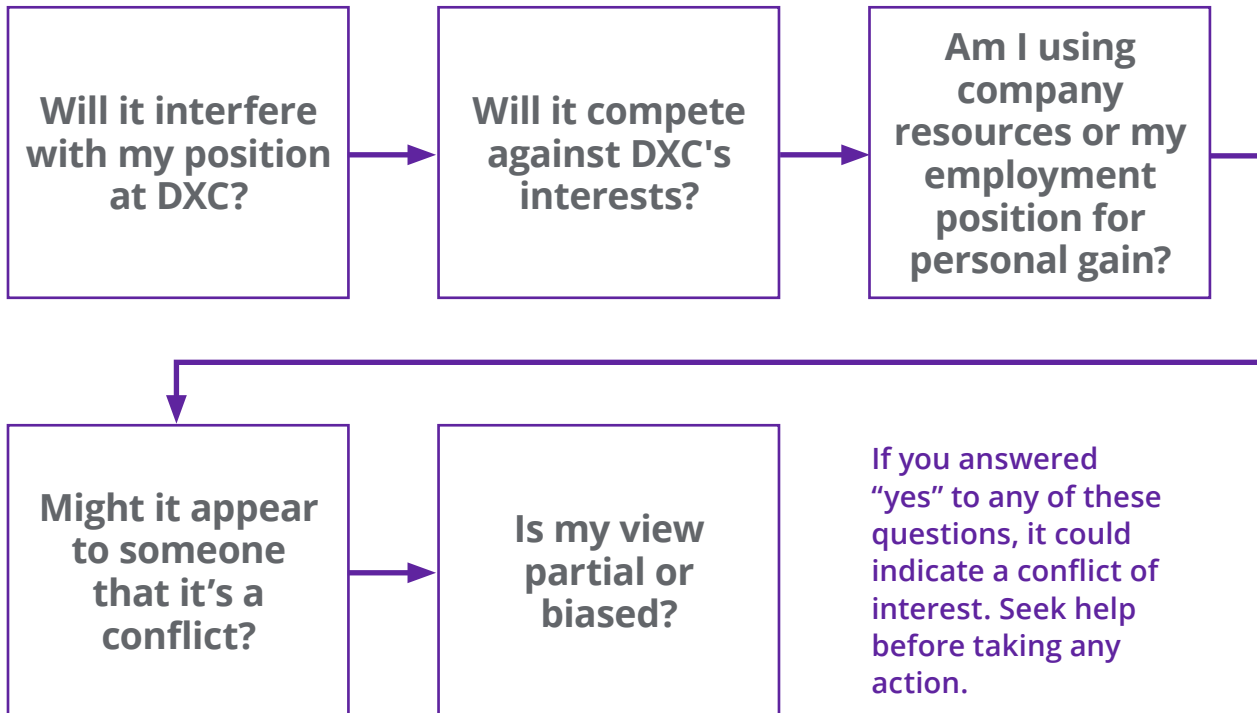 Will it interfere
with my position
at DXC?
Will it compete
against DXC's
interests?
Am I using
company
resources or my
employment
position for
personal gain?
Might it appear
to someone
that it’s a
conflict?
Is my view
partial or
biased?
If you answered
“yes” to any of these
questions, it could
indicate a conflict of
interest. Seek help
before taking any
action.